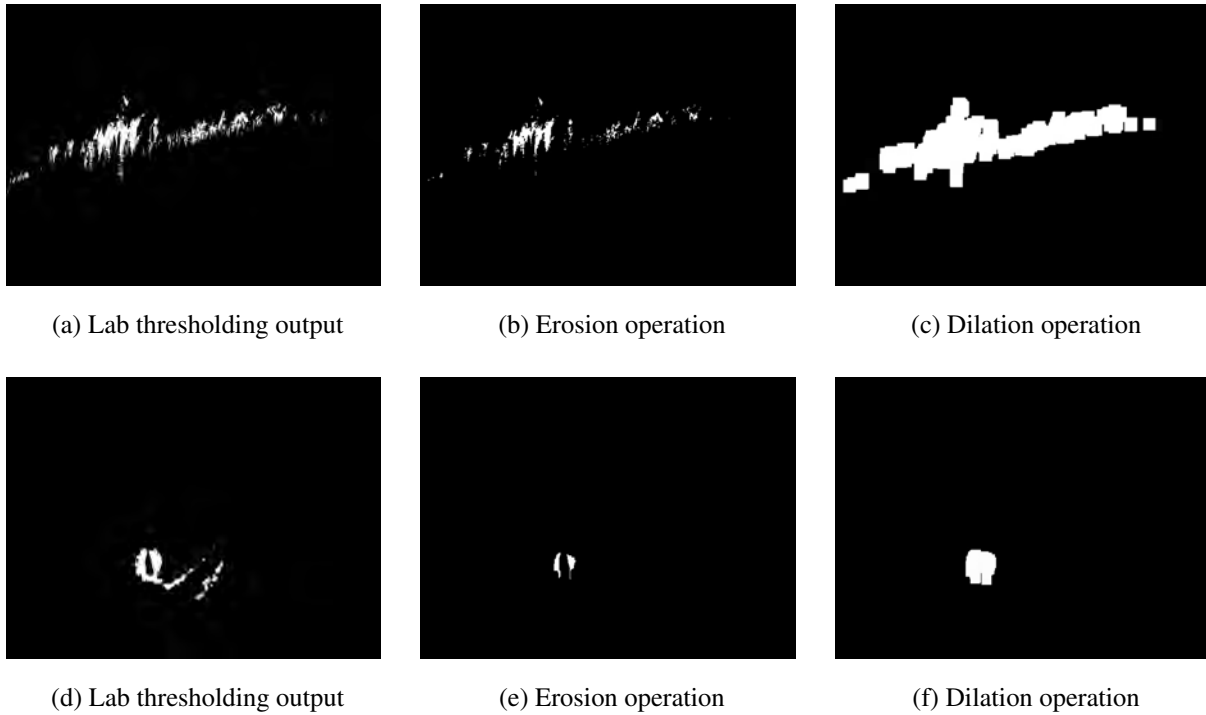 (a) Lab thresholding output
(b) Erosion operation
(c) Dilation operation
(d) Lab thresholding output
(e) Erosion operation
(f) Dilation operation